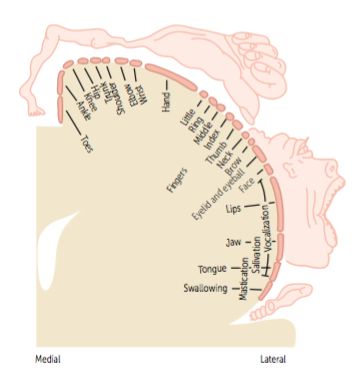 Toes
Ankle
Knee
Hip
Trunk
Shoulder
Elbow
Wrist
Hand
Little
Ring
Middle
Index
Thumb
Neck
Brow
Eyelid and eyeball
Face
Fingers
Lips
Vocalization
Jaw
Salivation
Tongue
Mastication
Swallowing
Medial
Lateral